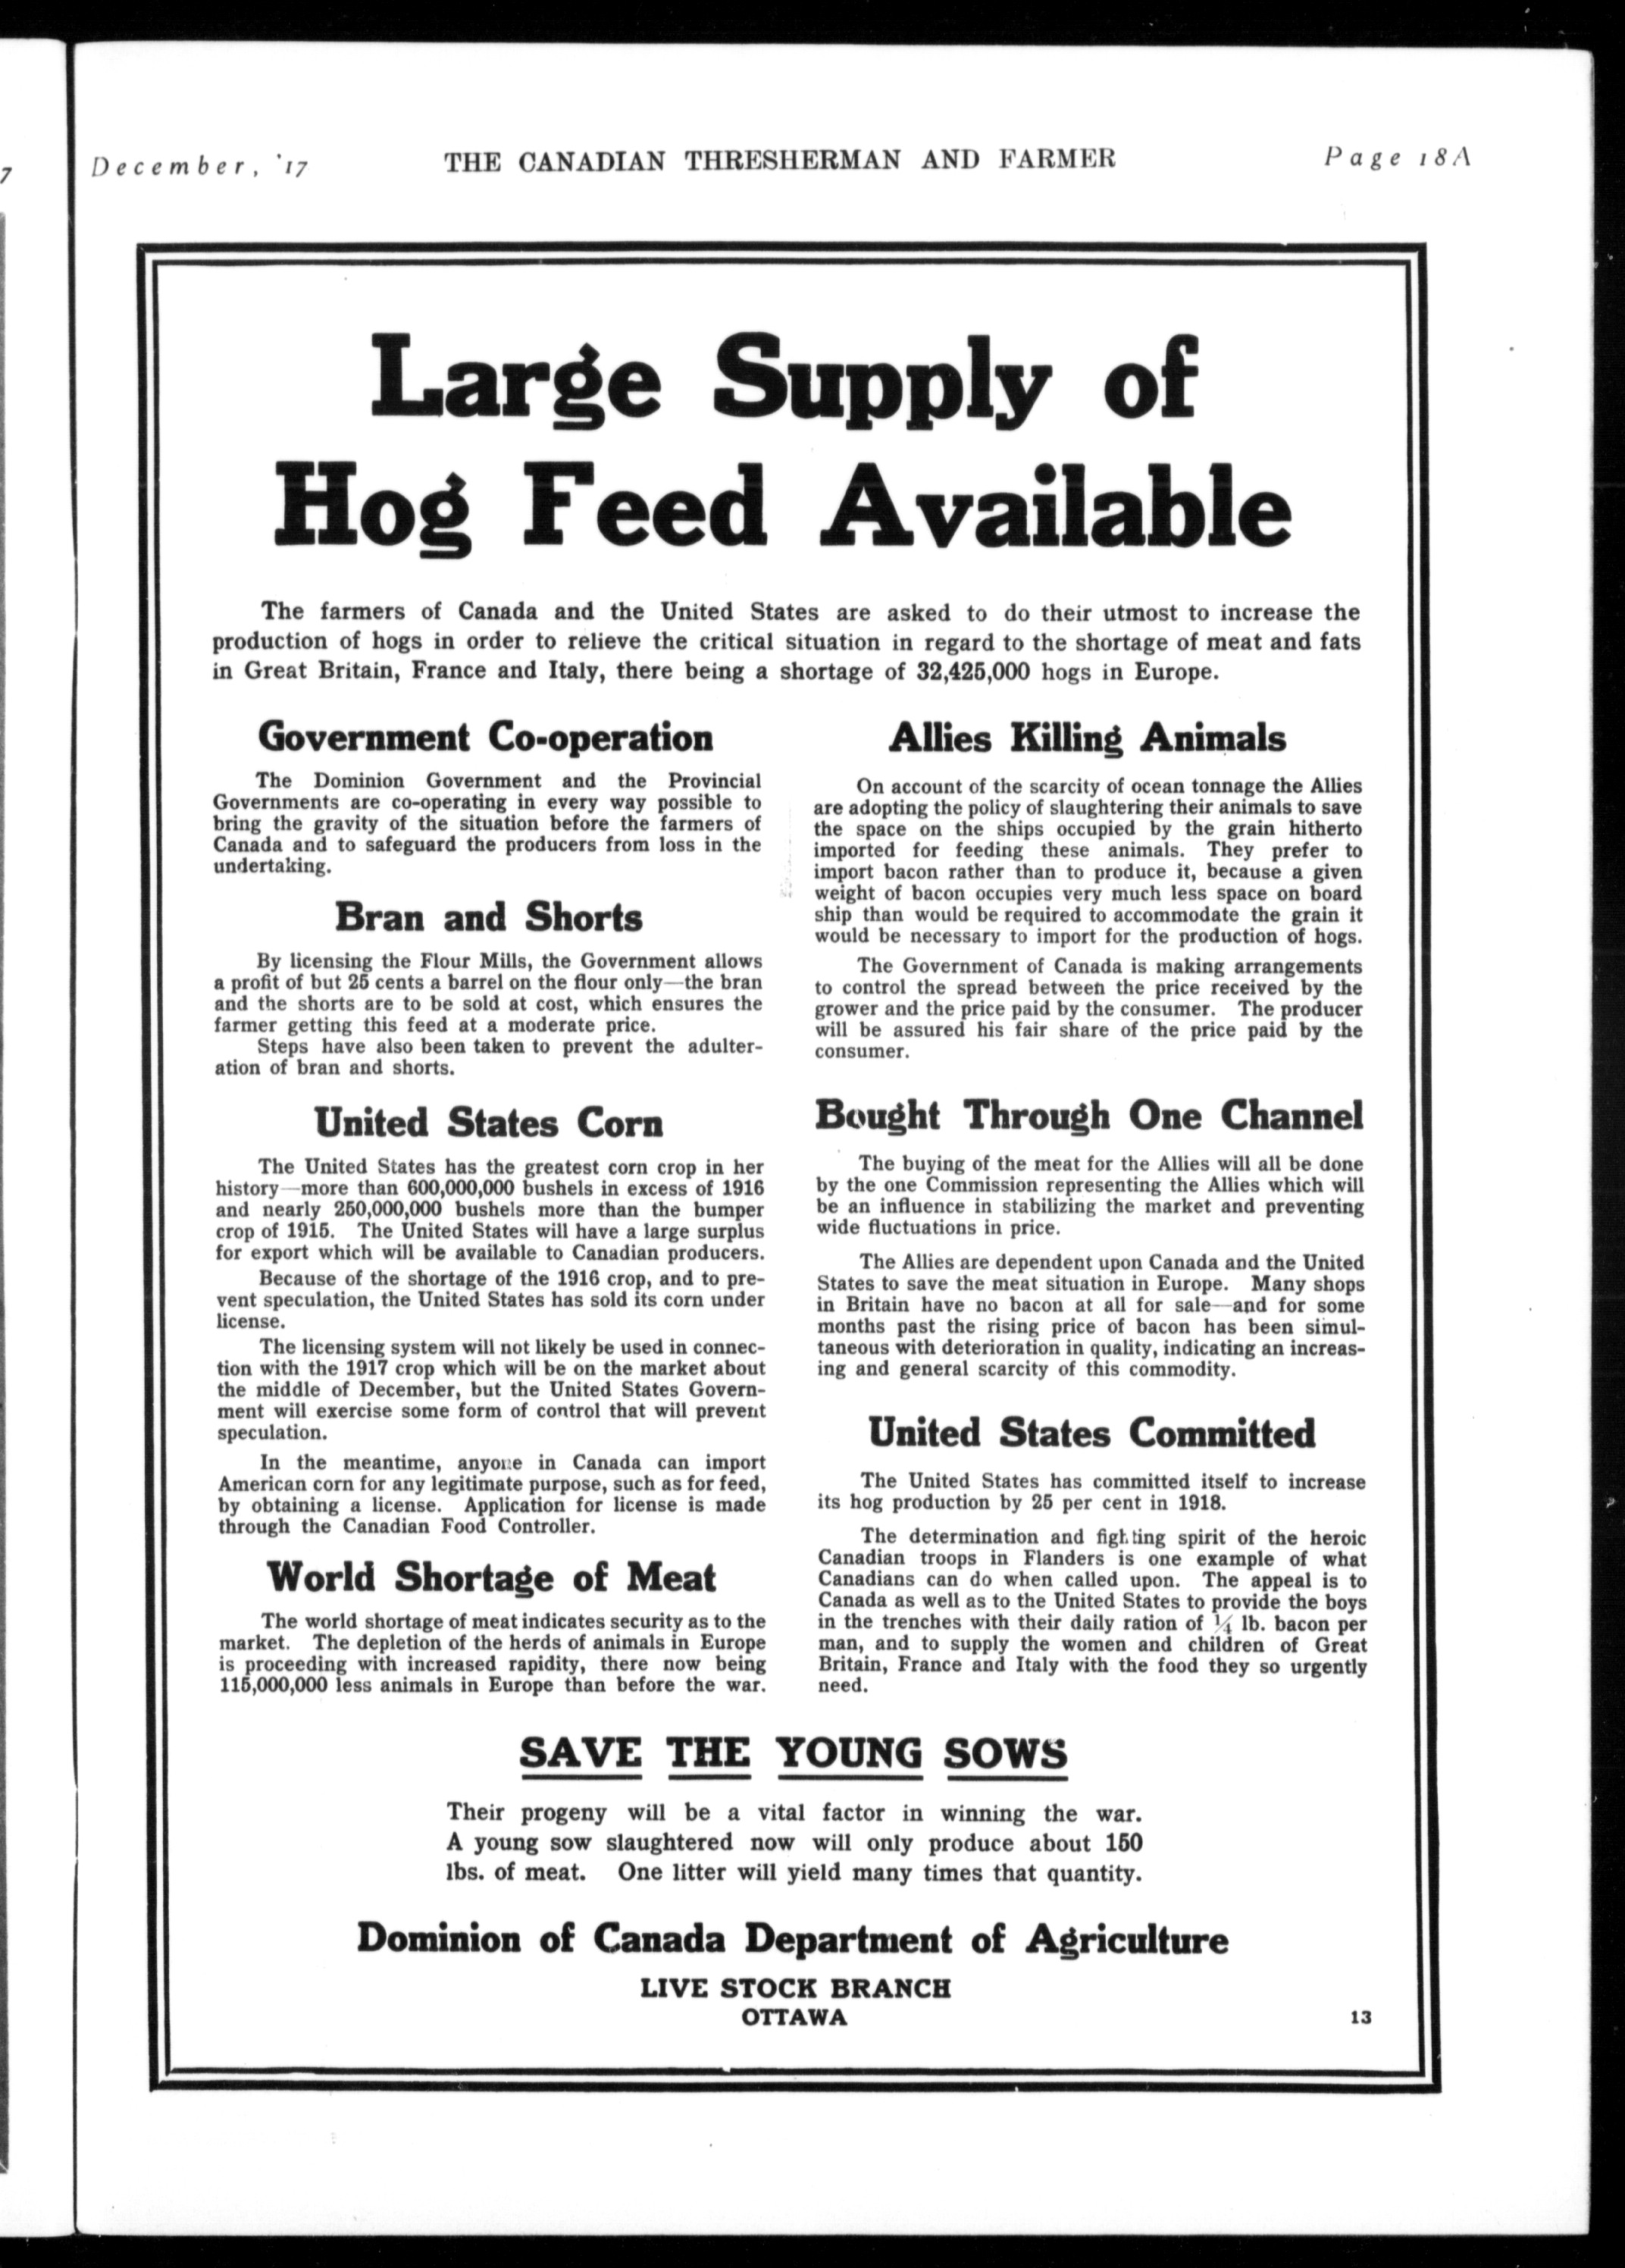 7
December, '17
THE CANADIAN THRESHERMAN AND FARMER
Page 18A
Large Supply of
Hog Feed Available
The farmers of Canada and the United States are asked to do their utmost to increase the
production of hogs in order to relieve the critical situation in regard to the shortage of meat and fats
in Great Britain, France and Italy, there being a shortage of 32,425,000 hogs in Europe.
Government Co-operation
The Dominion Government and the Provincial
Governments are co-operating in every way possible to
bring the gravity of the situation before the farmers of
Canada and to safeguard the producers from loss in the
undertaking.
Bran and Shorts
By licensing the Flour Mills, the Government allows
a profit of but 25 cents a barrel on the flour only—the bran
and the shorts are to be sold at cost, which ensures the
farmer getting this feed at a moderate price.
Steps have also been taken to prevent the adulter-
ation of bran and shorts.
United States Corn
The United States has the greatest corn crop in her
history—more than 600,000,000 bushels in excess of 1916
and nearly 250,000,000 bushels more than the bumper
crop of 1915. The United States will have a large surplus
for export which will be available to Canadian producers.
Because of the shortage of the 1916 crop, and to pre-
vent speculation, the United States has sold its corn under
license.
The licensing system will not likely be used in connec-
tion with the 1917 crop which will be on the market about
the middle of December, but the United States Govern-
ment will exercise some form of control that will prevent
speculation.
In the meantime, anyone in Canada can import
American corn for any legitimate purpose, such as for feed,
by obtaining a license. Application for license is made
through the Canadian Food Controller.
World Shortage of Meat
The world shortage of meat indicates security as to the
market. The depletion of the herds of animals in Europe
is proceeding with increased rapidity, there now being
115,000,000 less animals in Europe than before the war.
Allies Killing Animals
On account of the scarcity of ocean tonnage the Allies
are adopting the policy of slaughtering their animals to save
the space on the ships occupied by the grain hitherto
imported for feeding these animals. They prefer to
import bacon rather than to produce it, because a given
weight of bacon occupies very much less space on board
ship than would be required to accommodate the grain it
would be necessary to import for the production of hogs.
The Government of Canada is making arrangements
to control the spread between the price received by the
grower and the price paid by the consumer. The producer
will be assured his fair share of the price paid by the
consumer.
Bought Through One Channel
The buying of the meat for the Allies will all be done
by the one Commission representing the Allies which will
be an influence in stabilizing the market and preventing
wide fluctuations in price.
The Allies are dependent upon Canada and the United
States to save the meat situation in Europe. Many shops
in Britain have no bacon at all for sale—and for some
months past the rising price of bacon has been simul-
taneous with deterioration in quality, indicating an increas-
ing and general scarcity of this commodity.
United States Committed
The United States has committed itself to increase
its hog production by 25 per cent in 1918.
The determination and fighting spirit of the heroic
Canadian troops in Flanders is one example of what
Canadians can do when called upon. The appeal is to
Canada as well as to the United States to provide the boys
in the trenches with their daily ration of ¼ lb. bacon per
man, and to supply the women and children of Great
Britain, France and Italy with the food they so urgently
need.
SAVE THE YOUNG SOWS
Their progeny will be a vital factor in winning the war.
A young sow slaughtered now will only produce about 150
lbs. of meat. One litter will yield many times that quantity.
Dominion of Canada Department of Agriculture
LIVE STOCK BRANCH
OTTAWA
13